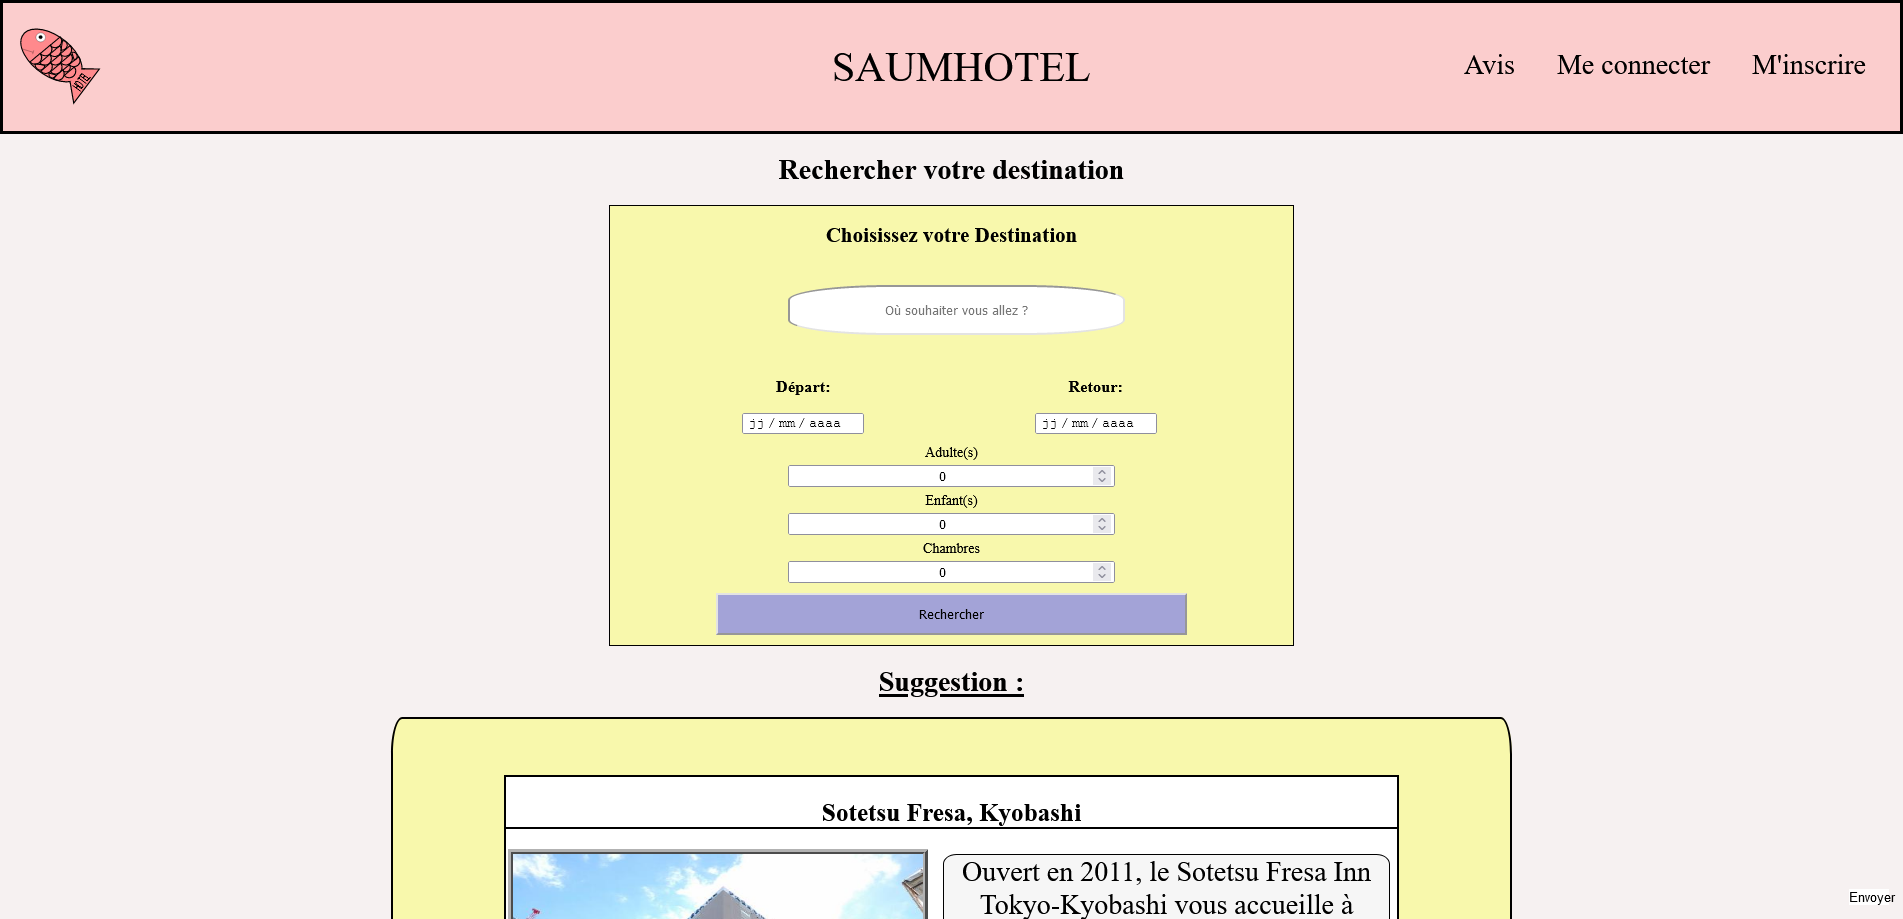 HOTEL
SAUMHOTEL
Avis
Me connecter
M'inscrire
Rechercher votre destination
Choisissez votre Destination
Où souhaiter vous allez ?
Départ:
Retour:
jj / mm / aaaa
jj / mm / aaaa
Adulte(s)
0
Enfant(s)
0
Chambres
0
Rechercher
Suggestion :
Sotetsu Fresa, Kyobashi
Ouvert en 2011, le Sotetsu Fresa Inn
Tokyo-Kyobashi vous accueille à
Envoyer